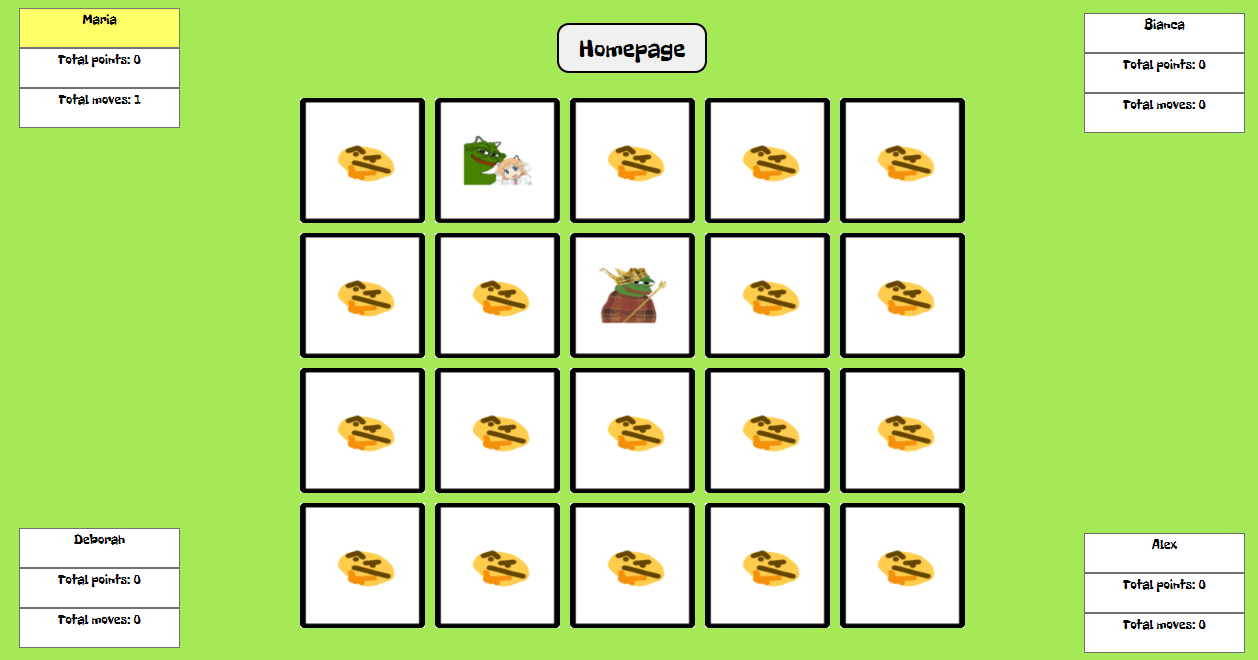 Maria
Total points: 0
Total moves: 1
Homepage
Bianca
Total points: 0
Total moves: 0
Deborah
Total points: 0
Total moves: 0
Alex
Total points: 0
Total moves: 0